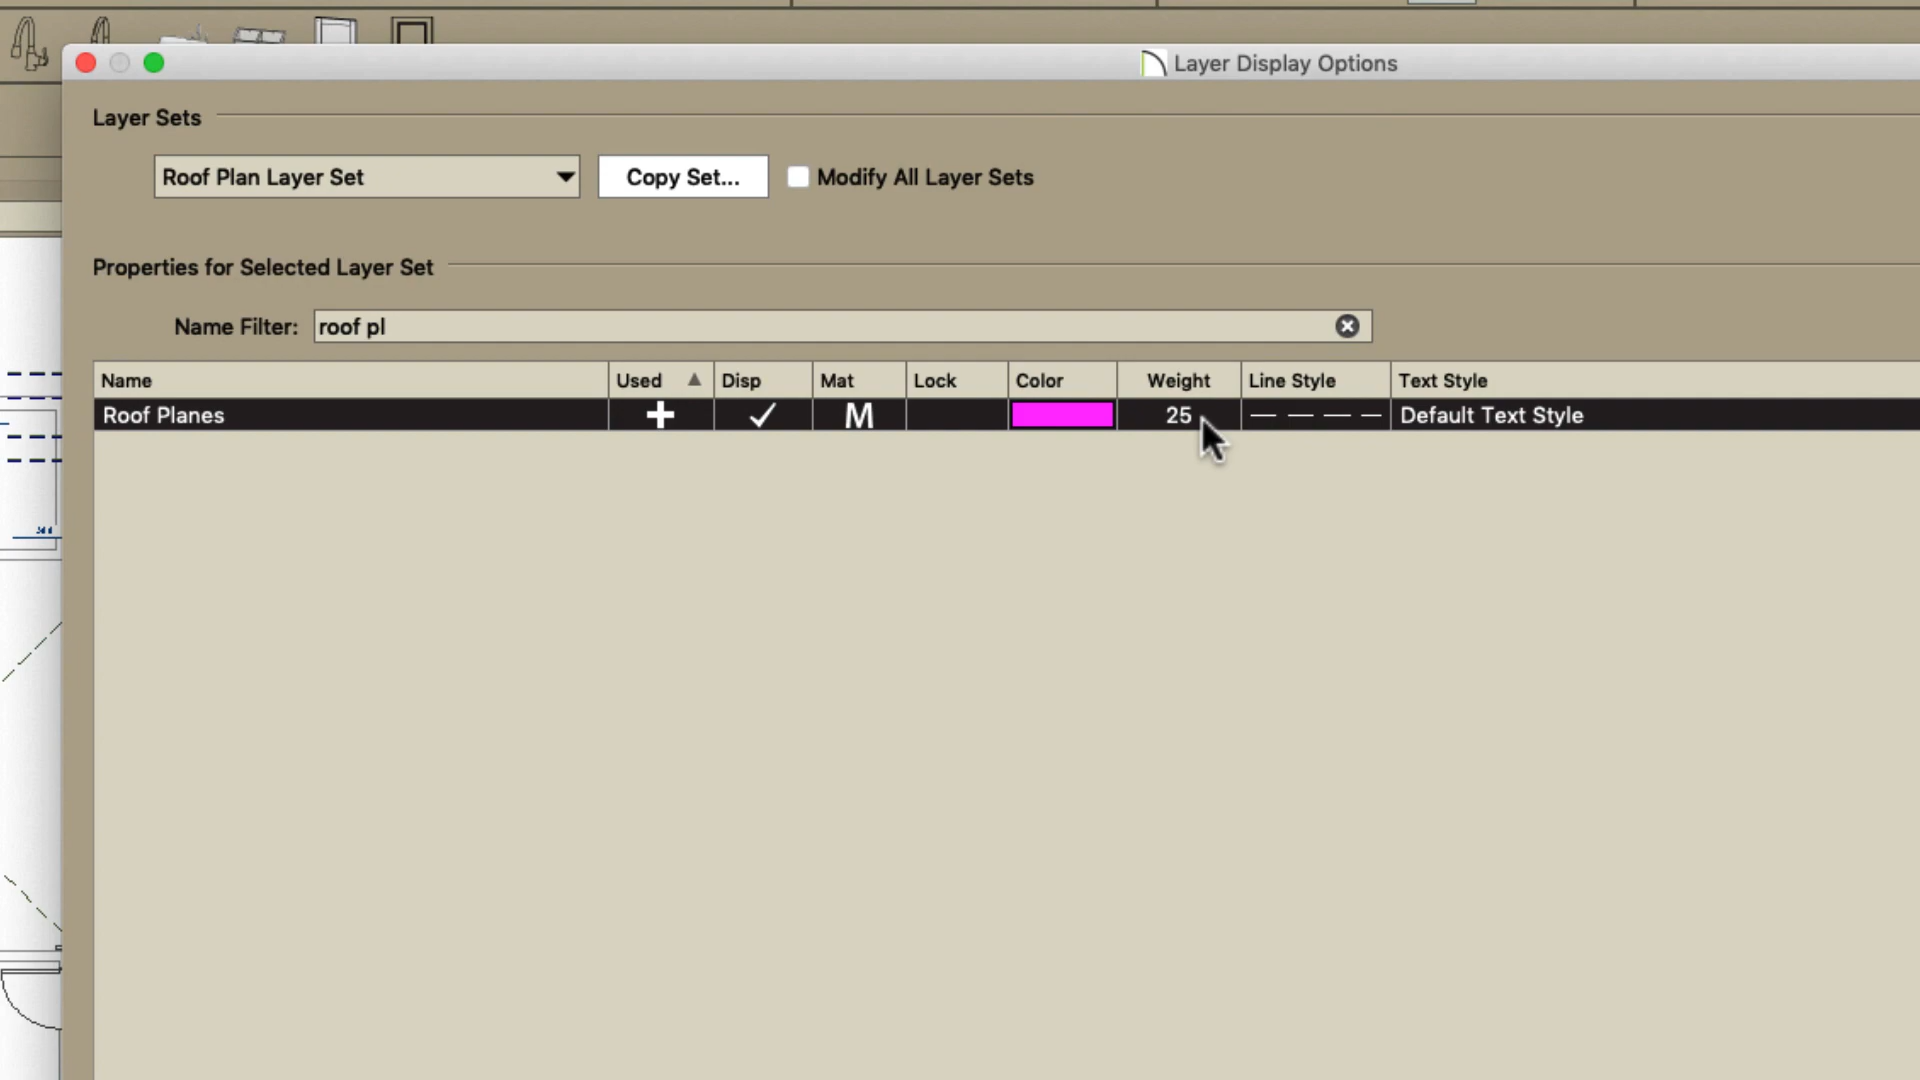 Layer Display Options
Layer Sets
Roof Plan Layer Set Copy Set... Modify All Layer Sets
Properties for Selected Layer Set
Name Filter: roof pl
Name Used Disp Mat Lock Color Weight Line Style Text Style
Roof Planes M 25 Default Text Style